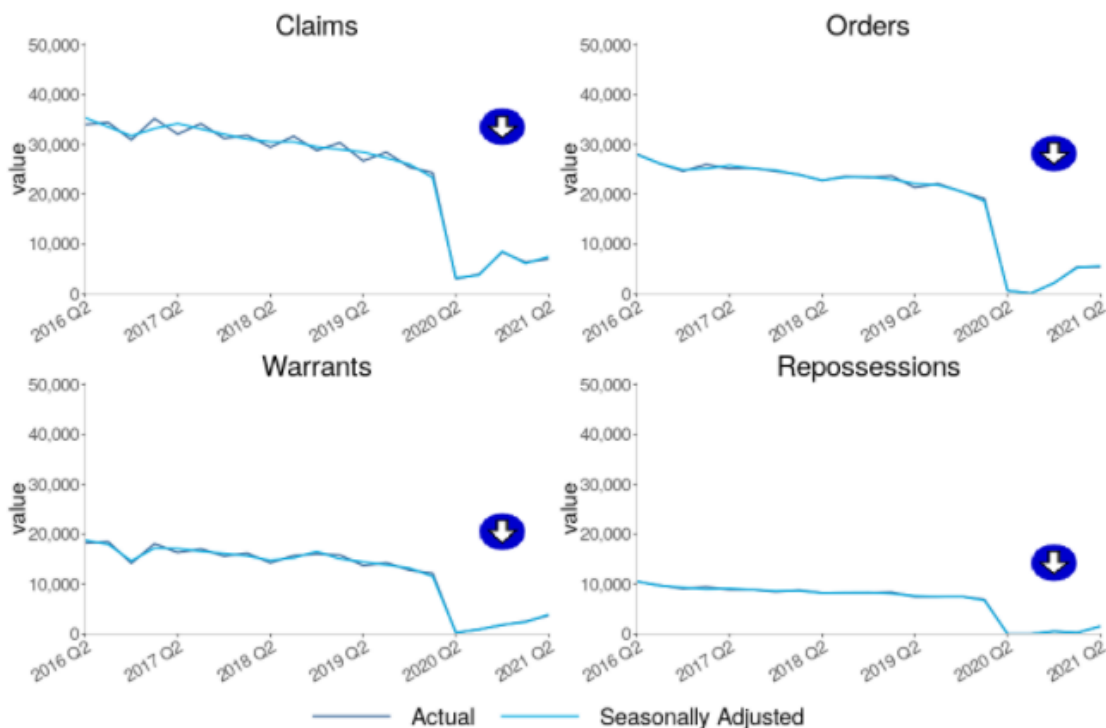 Claims
50,000
40,000
30,000
20,000
10,000
0
value
2016 Q2
2017 Q2
2018 Q2
2019 Q2
2020 Q2
2021 Q2
Orders
50,000
40,000
30,000
20,000
10,000
0
value
2016 Q2
2017 Q2
2018 Q2
2019 Q2
2020 Q2
2021 Q2
Warrants
50,000
40,000
30,000
20,000
10,000
0
value
2016 Q2
2017 Q2
2018 Q2
2019 Q2
2020 Q2
2021 Q2
Repossessions
50,000
40,000
30,000
20,000
10,000
0
value
2016 Q2
2017 Q2
2018 Q2
2019 Q2
2020 Q2
2021 Q2
Actual
Seasonally Adjusted